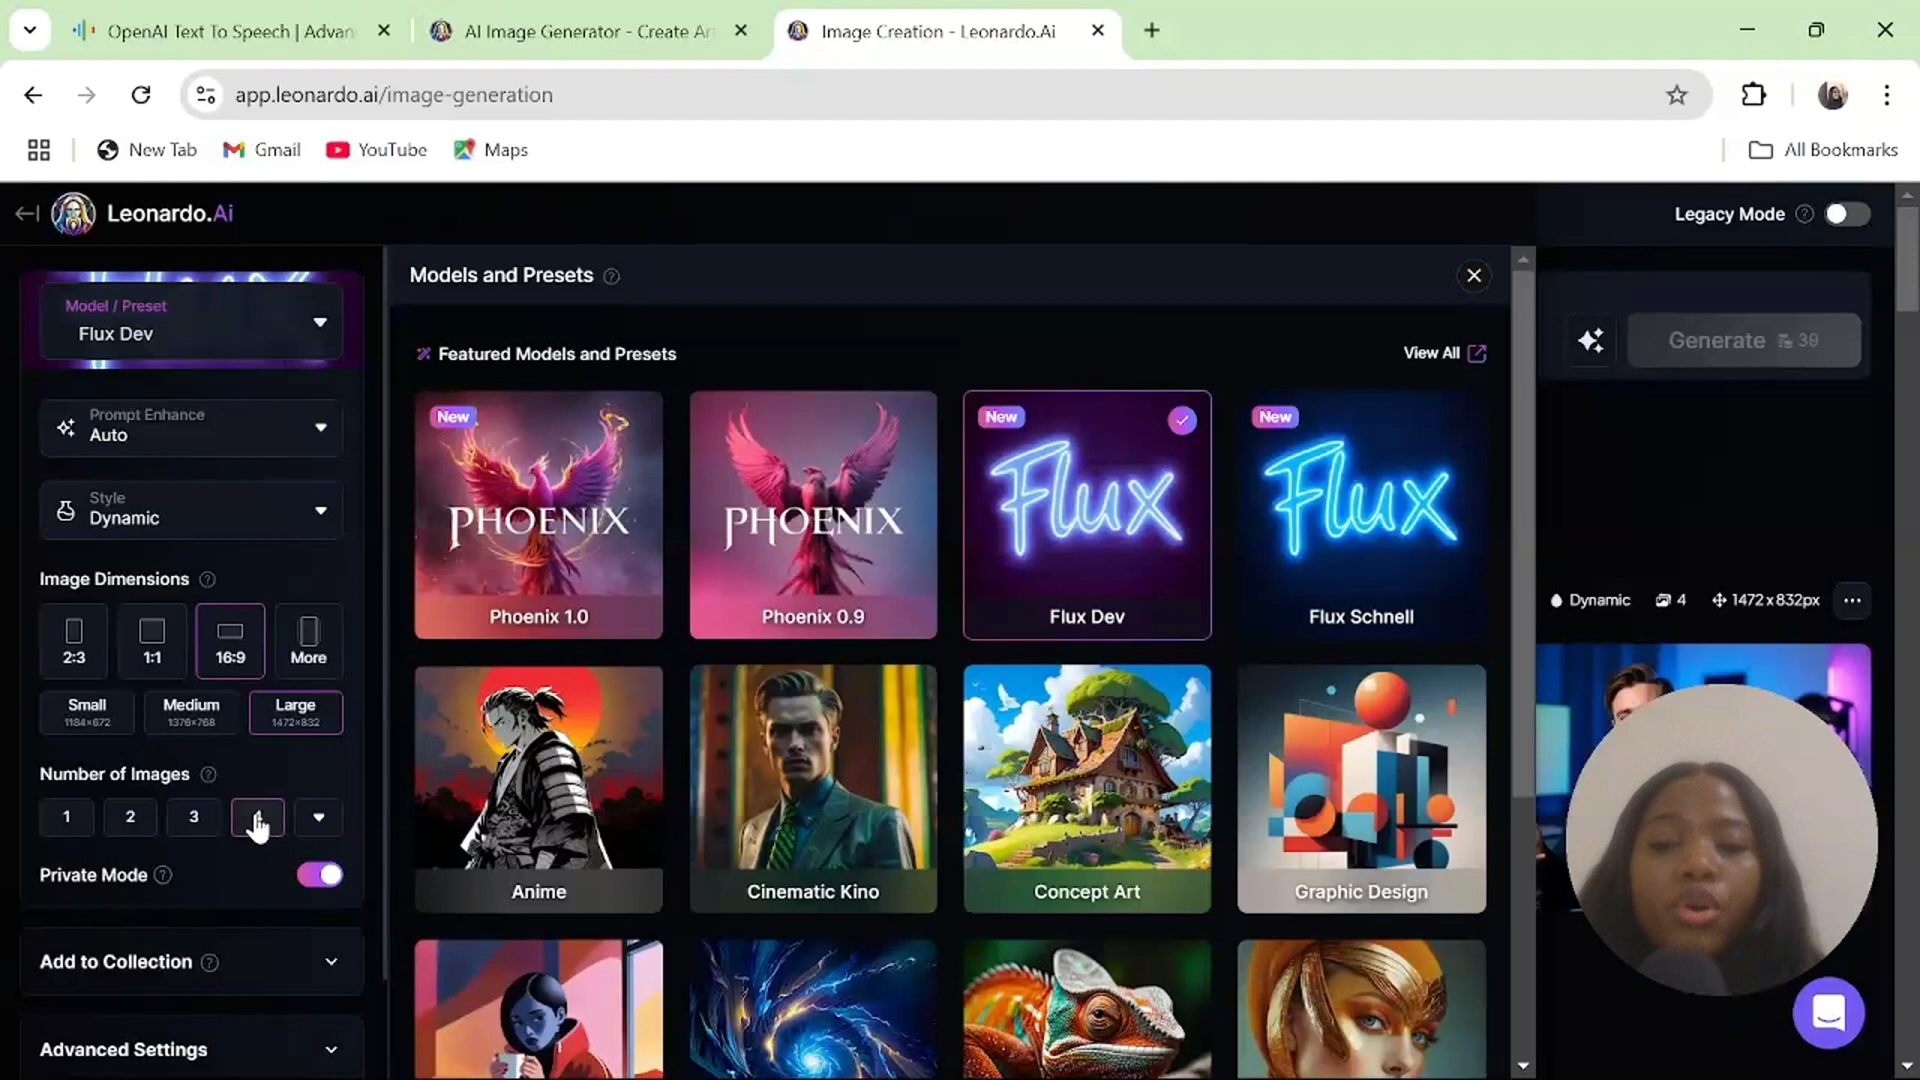 OpenAI Text To Speech | Advan
AI Image Generator - Create Ar
Image Creation - Leonardo.Ai
app.leonardo.ai/image-generation
New Tab
Gmail
YouTube
Maps
All Bookmarks
Leonardo.Ai
Legacy Mode
Model / Preset
Flux Dev
Prompt Enhance
Auto
Style
Dynamic
Image Dimensions
2:3
1:1
16:9
More
Small
1184×672
Medium
1376×768
Large
1472×832
Number of Images
1
2
3
Private Mode
Add to Collection
Advanced Settings
Models and Presets
Featured Models and Presets
View All
New
PHOENIX
Phoenix 1.0
PHOENIX
Phoenix 0.9
New
Flux
Flux Dev
New
Flux
Flux Schnell
Anime
Cinematic Kino
Concept Art
Graphic Design
Generate 39
Dynamic
4
1472x832px